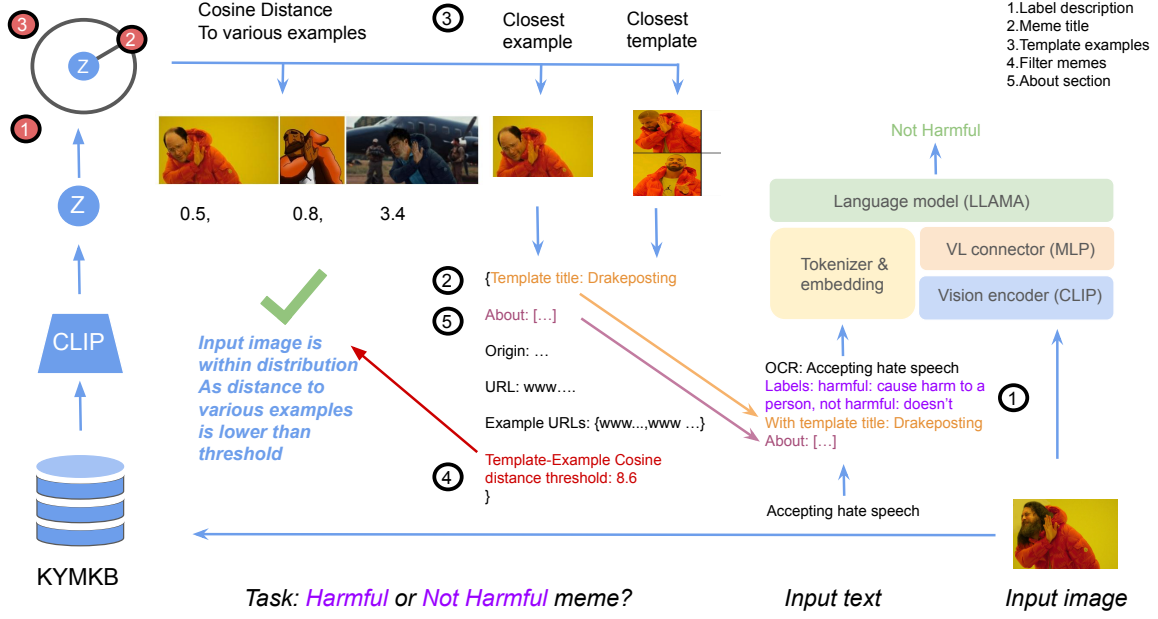 3
2
Z
1
Z
CLIP
KYMKB
Cosine Distance
To various examples
3
Closest
example
Closest
template
0.5,
0.8,
3.4
Input image is
within distribution
As distance to
various examples
is lower than
threshold
2
{Template title: Drakeposting
5
About: […]
Origin: …
URL: www….
Example URLs: {www...,www …}
4
Template-Example Cosine
distance threshold: 8.6
}
1.Label description
2.Meme title
3.Template examples
4.Filter memes
5.About section
Not Harmful
Language model (LLAMA)
Tokenizer &
embedding
VL connector (MLP)
Vision encoder (CLIP)
OCR: Accepting hate speech
Labels: harmful: cause harm to a
person, not harmful: doesn't
With template title: Drakeposting
About: […]
1
Accepting hate speech
Task: Harmful or Not Harmful meme?
Input text
Input image